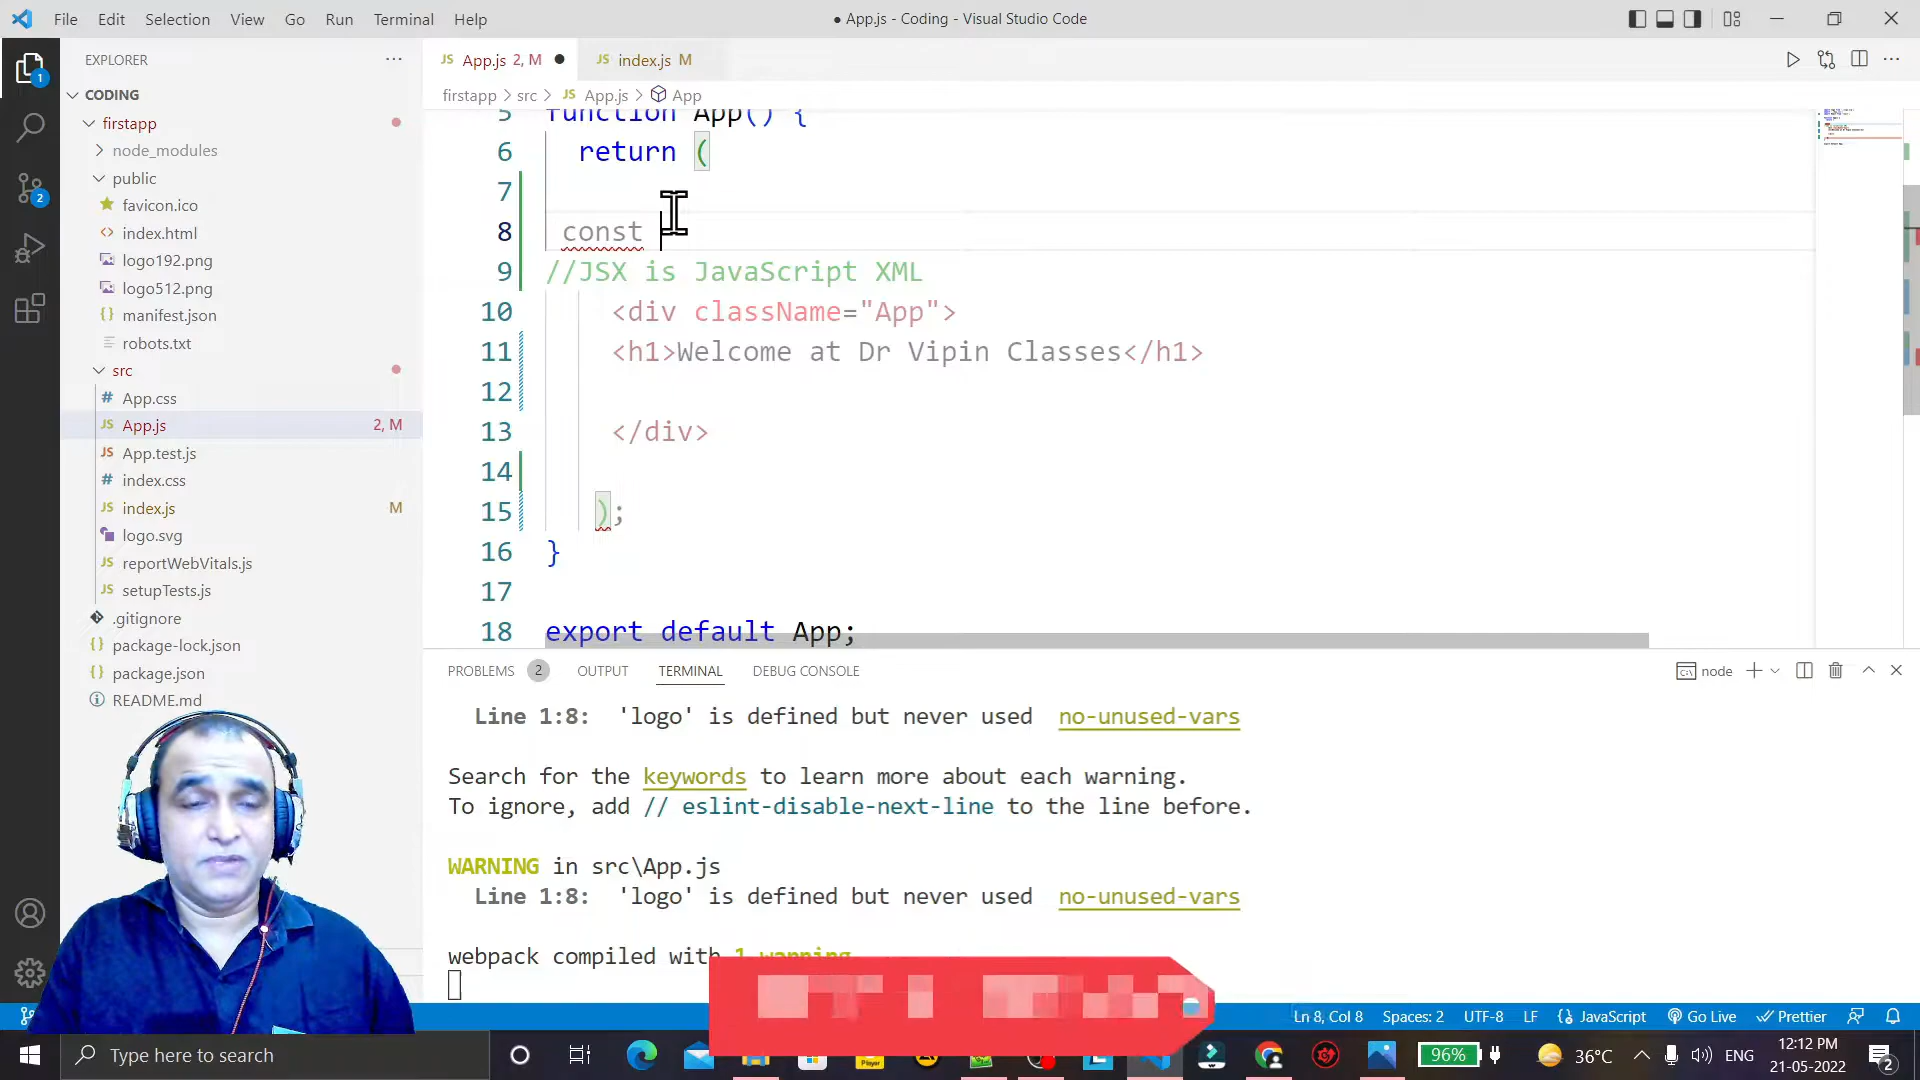 File Edit Selection View Go Run Terminal Help
● App.js - Coding - Visual Studio Code
EXPLORER
CODING
firstapp
node_modules
public
favicon.ico
index.html
logo192.png
logo512.png
manifest.json
robots.txt
src
App.css
App.js 2, M
App.test.js
index.css
index.js M
logo.svg
reportWebVitals.js
setupTests.js
.gitignore
package-lock.json
package.json
README.md
1
2
JS App.js 2, M ● JS index.js M
firstapp > src > JS App.js > App
5 function App() {
6 return (
7
8 const
9 //JSX is JavaScript XML
10 <div className="App">
11 <h1>Welcome at Dr Vipin Classes</h1>
12
13 </div>
14
15 );
16 }
17
18 export default App;
PROBLEMS 2 OUTPUT TERMINAL DEBUG CONSOLE
node
Line 1:8: 'logo' is defined but never used no-unused-vars
Search for the keywords to learn more about each warning.
To ignore, add // eslint-disable-next-line to the line before.
WARNING in src\App.js
Line 1:8: 'logo' is defined but never used no-unused-vars
webpack compiled with 1 warning
Ln 8, Col 8 Spaces: 2 UTF-8 LF {} JavaScript Go Live Prettier
Type here to search
96% 36°C ENG
12:12 PM
21-05-2022
2